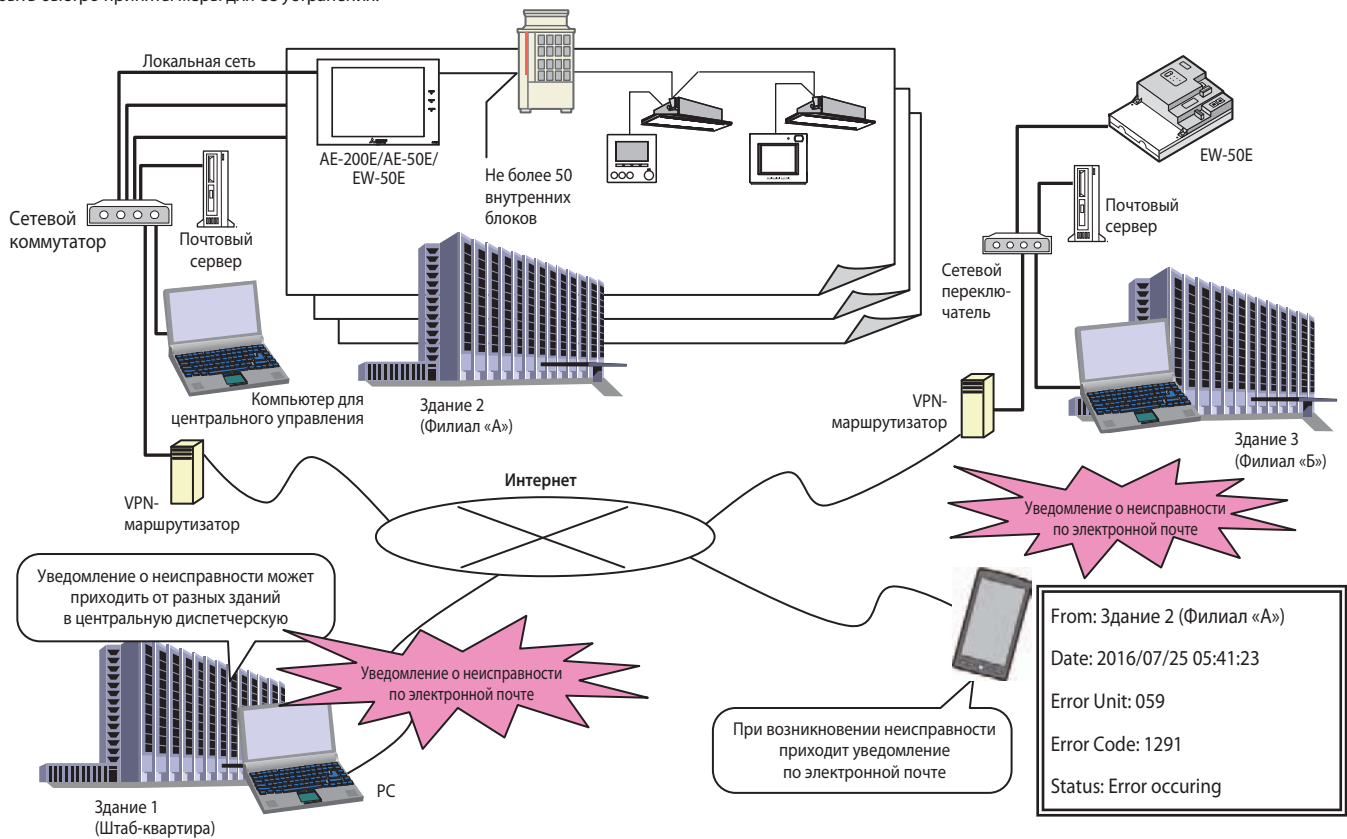 Локальная сеть
AE-200E/AE-50E/
EW-50E
Не более 50
внутренних
блоков
EW-50E
Сетевой
коммутатор
Почтовый
сервер
Почтовый
сервер
Сетевой
переклю-
чатель
Компьютер для
центрального управления
Здание 2
(Филиал «А»)
VPN-
маршрутизатор
Здание 3
(Филиал «Б»)
VPN-
маршрутизатор
Интернет
Уведомление о неисправности
по электронной почте
Уведомление о неисправности может
приходить от разных зданий
в центральную диспетчерскую
Уведомление о неисправности
по электронной почте
From: Здание 2 (Филиал «А»)
Date: 2016/07/25 05:41:23
Error Unit: 059
Error Code: 1291
Status: Error occuring
При возникновении неисправности
приходит уведомление
по электронной почте
PC
Здание 1
(Штаб-квартира)